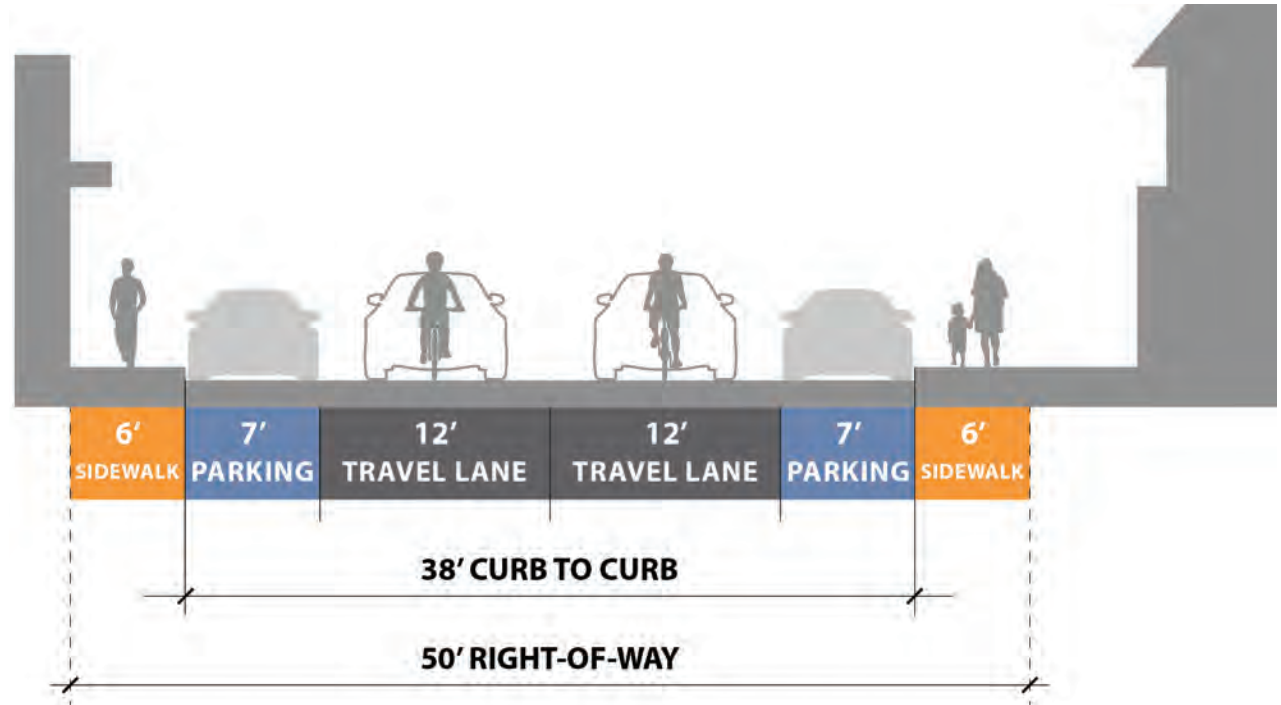 6′
SIDEWALK
7′
PARKING
12′
TRAVEL LANE
12′
TRAVEL LANE
7′
PARKING
6′
SIDEWALK
38′ CURB TO CURB
50′ RIGHT-OF-WAY